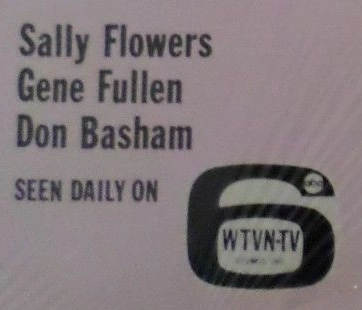 Sally Flowers
Gene Fullen
Don Basham
SEEN DAILY ON
6
abc
WTVN-TV